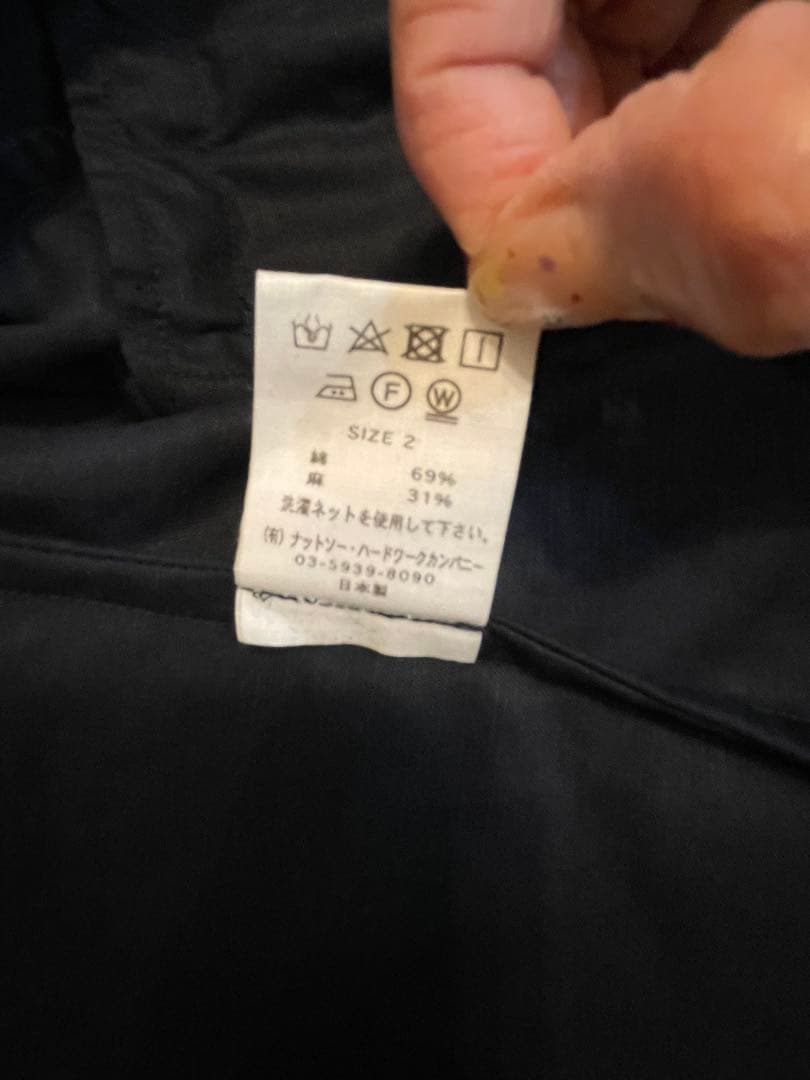 F W
SIZE 2
綿 69%
麻 31%
洗濯ネットを使用して下さい。
(有)ナットソー・ハードワークカンパニー
03-5939-8090
日本製